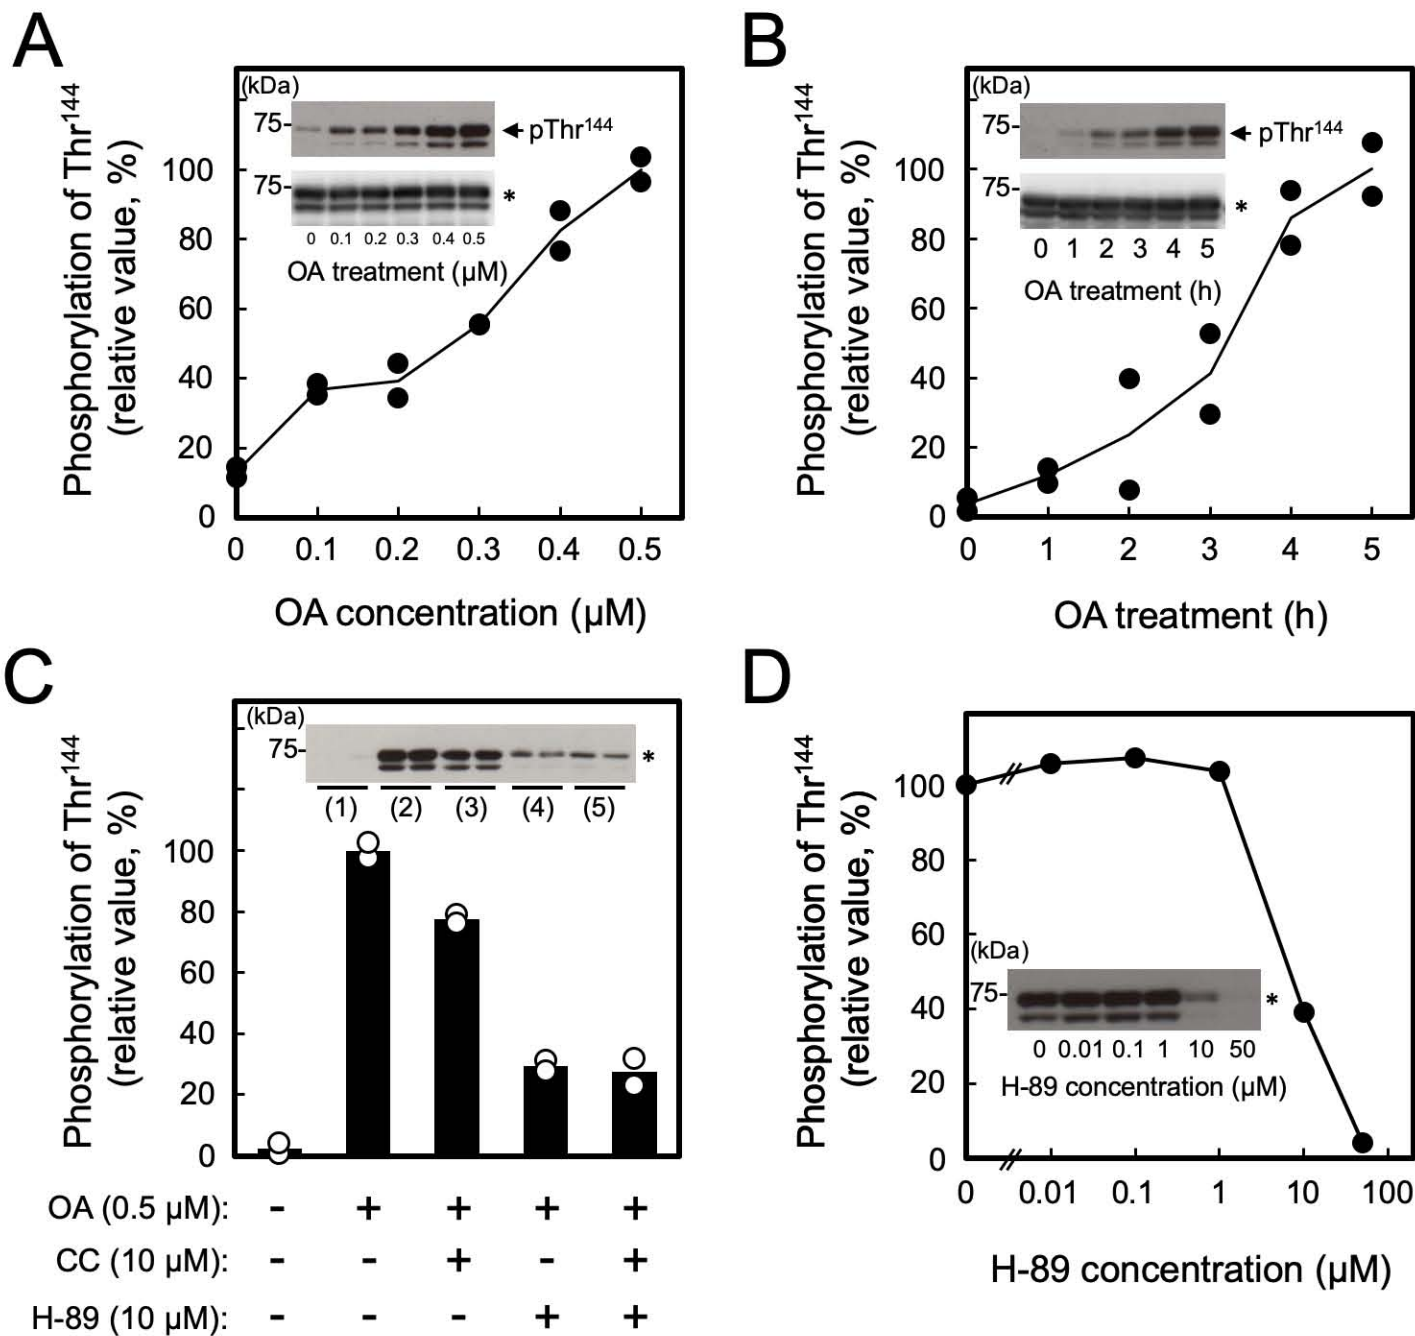 A
Phosphorylation of Thr144
(relative value, %)
(kDa)
75-
pThr144
75-
*
0 0.1 0.2 0.3 0.4 0.5
OA treatment (µM)
100
80
60
40
20
0
0 0.1 0.2 0.3 0.4 0.5
OA concentration (µM)
B
Phosphorylation of Thr144
(relative value, %)
(kDa)
75-
pThr144
75-
*
0 1 2 3 4 5
OA treatment (h)
100
80
60
40
20
0
0 1 2 3 4 5
OA treatment (h)
C
Phosphorylation of Thr144
(relative value, %)
(kDa)
75-
*
(1) (2) (3) (4) (5)
100
80
60
40
20
0
OA (0.5 µM): - + + + +
CC (10 µM): - - + - +
H-89 (10 µM): - - - + +
D
Phosphorylation of Thr144
(relative value, %)
100
80
60
40
20
0
(kDa)
75-
*
0 0.01 0.1 1 10 50
H-89 concentration (µM)
0 0.01 0.1 1 10 100
H-89 concentration (µM)